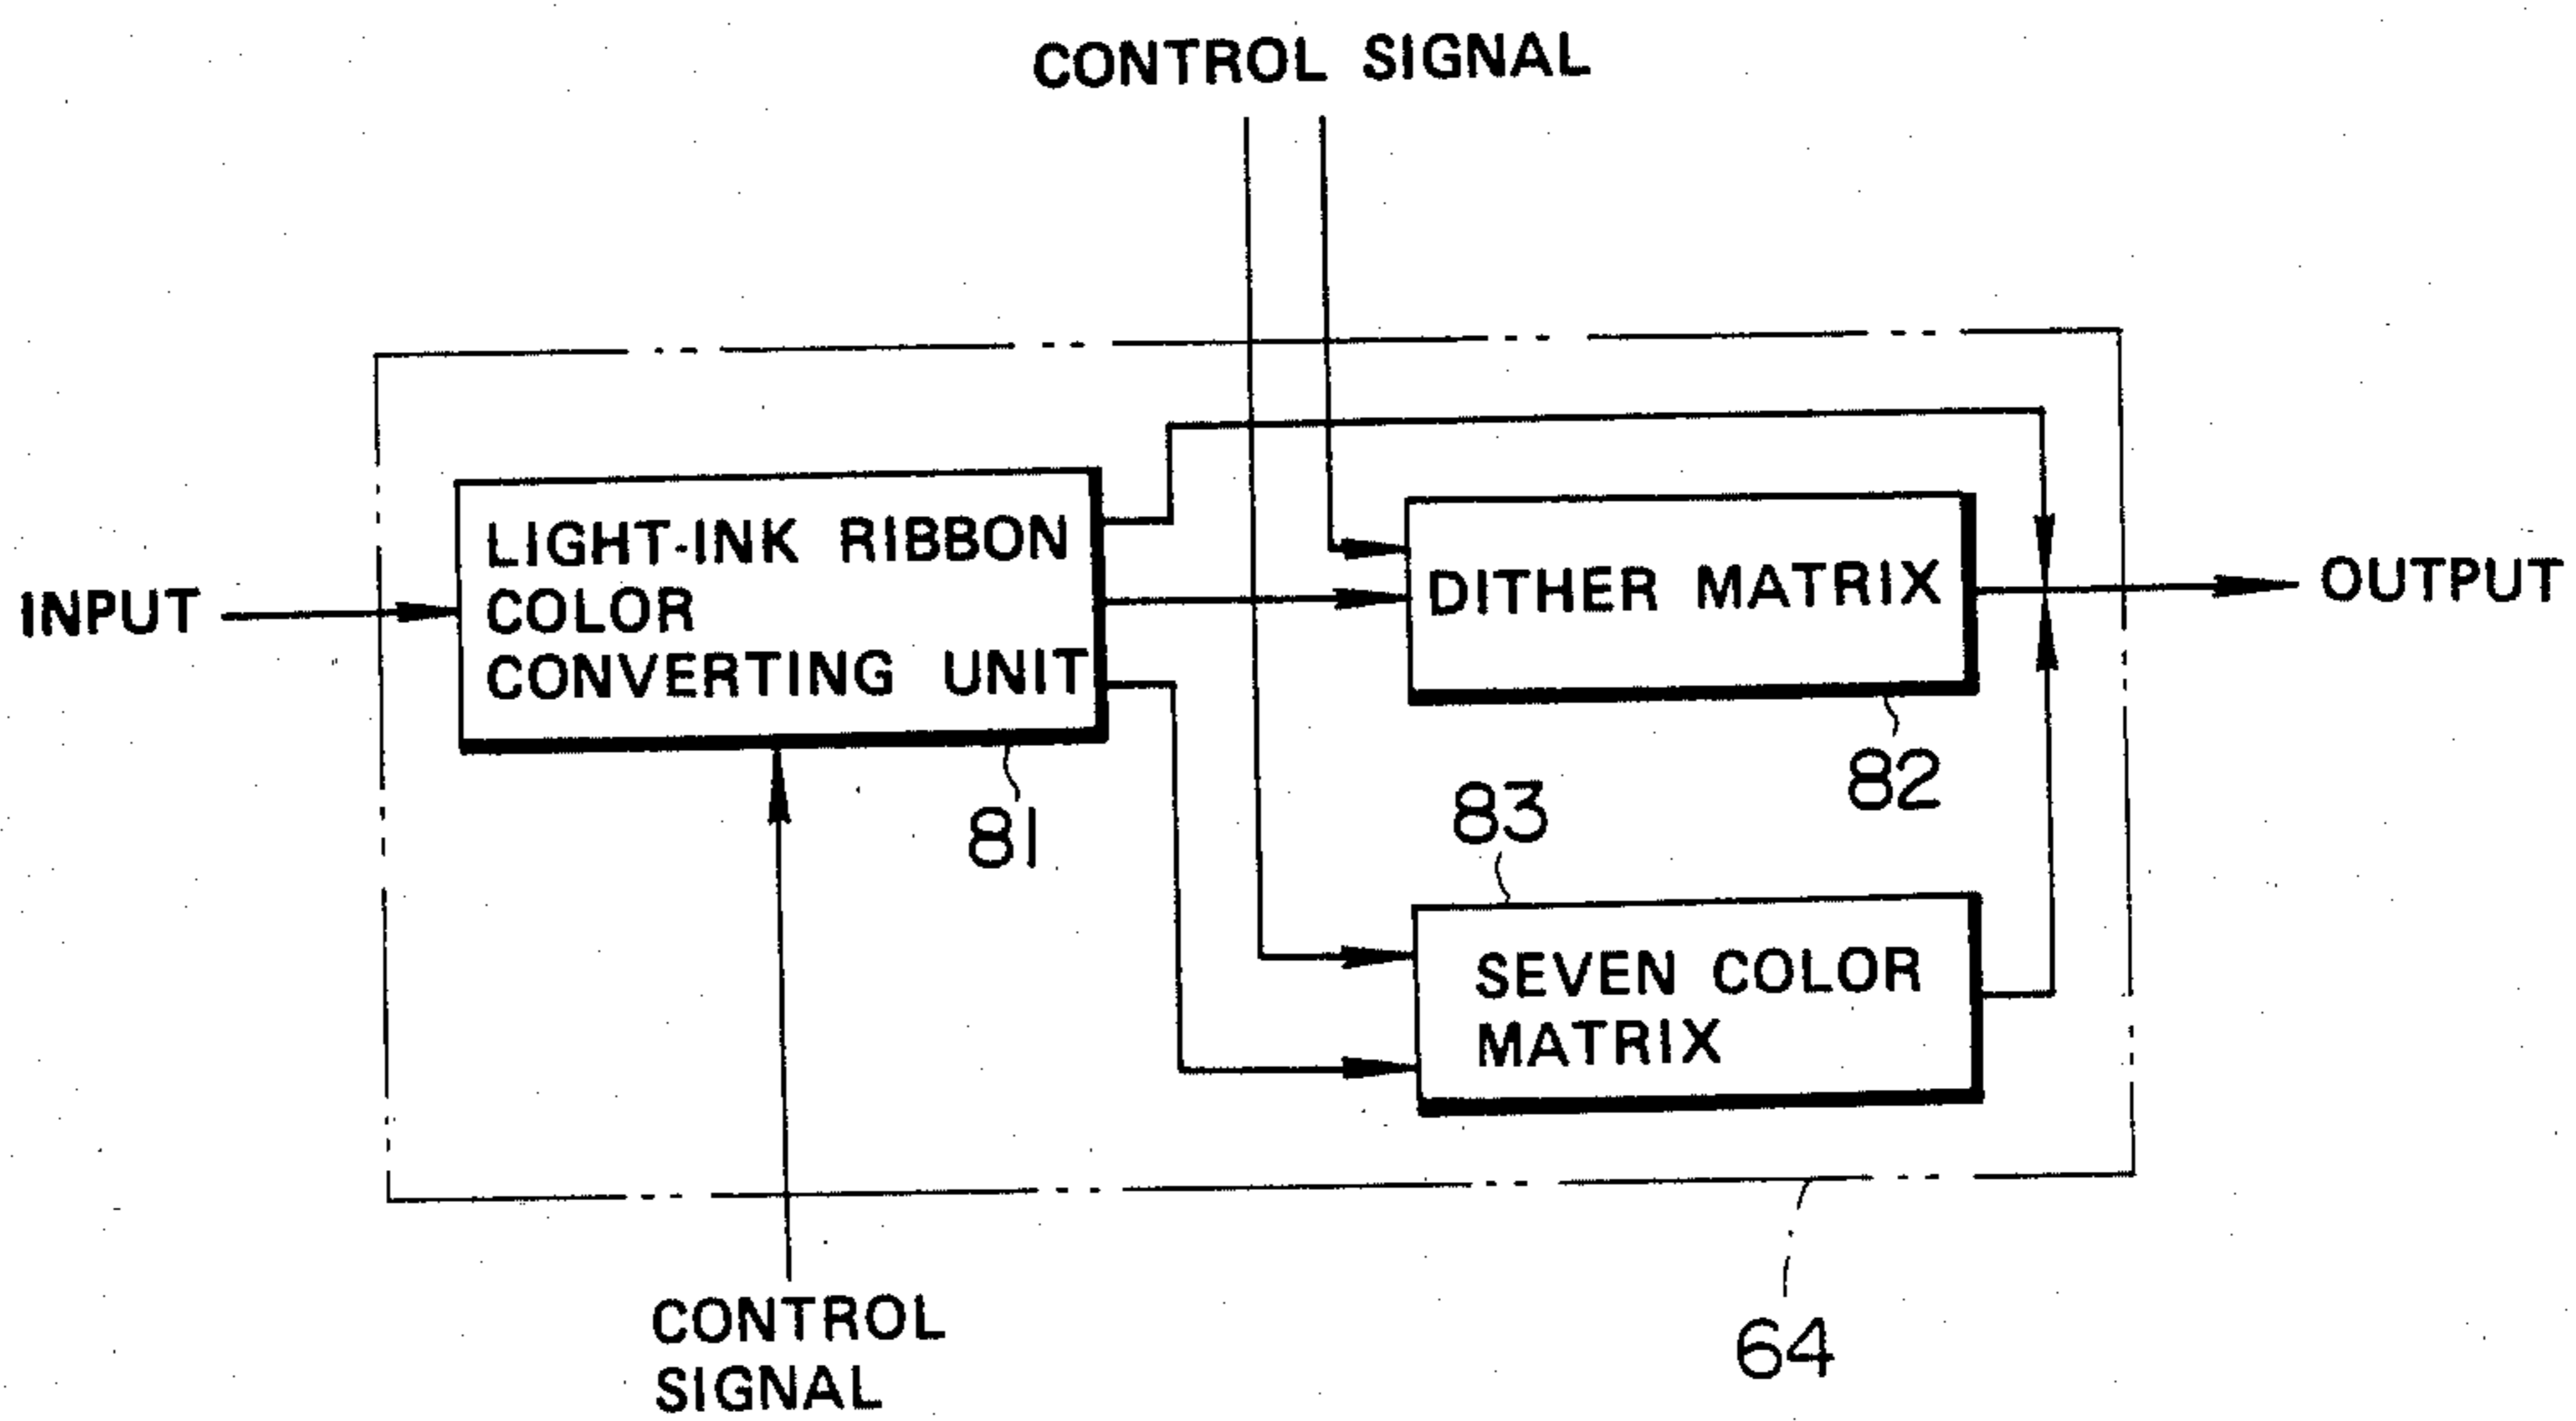 CONTROL SIGNAL
LIGHT-INK RIBBON
COLOR
CONVERTING UNIT
INPUT
DITHER MATRIX
OUTPUT
81
82
83
SEVEN COLOR
MATRIX
CONTROL
SIGNAL
64